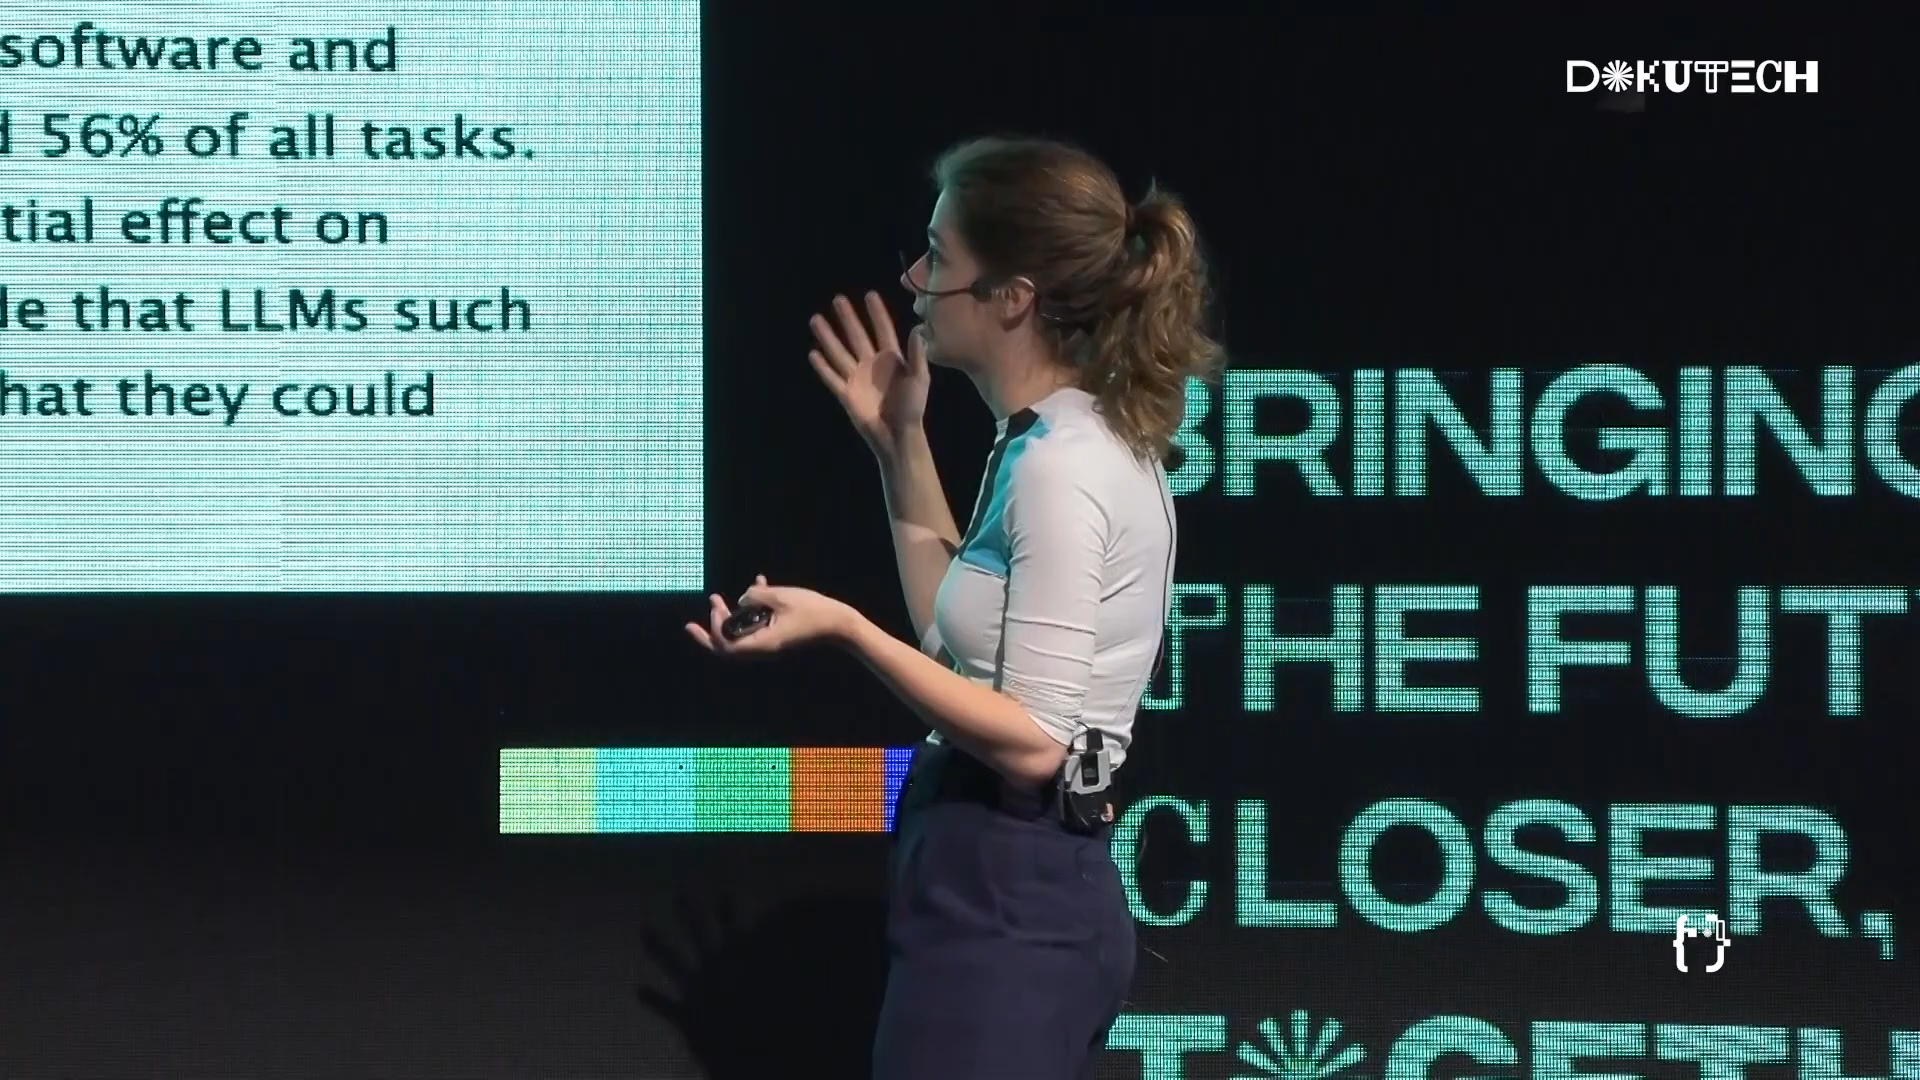 software and
56% of all tasks.
tial effect on
that LLMs such
hat they could
DOKUTECH
BRINGING
THE FUT
CLOSER,
TOGETH